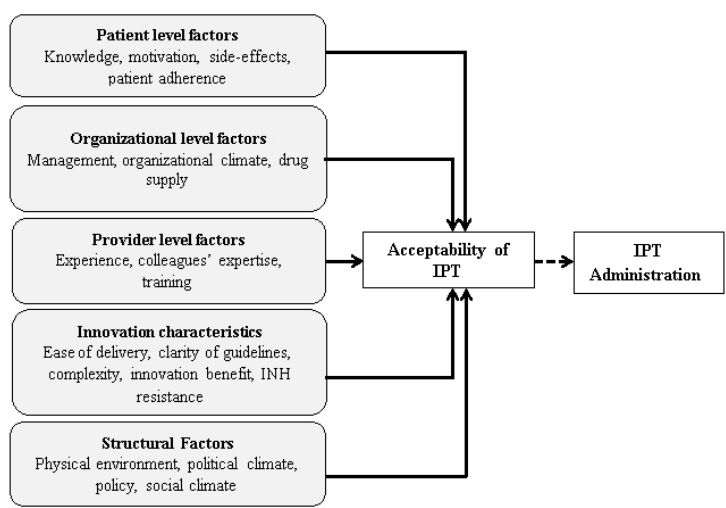 Patient level factors
Knowledge, motivation, side-effects,
patient adherence
Organizational level factors
Management, organizational climate, drug
supply
Provider level factors
Experience, colleagues’ expertise,
training
Acceptability of
IPT
IPT
Administration
Innovation characteristics
Ease of delivery, clarity of guidelines,
complexity, innovation benefit, INH
resistance
Structural Factors
Physical environment, political climate,
policy, social climate